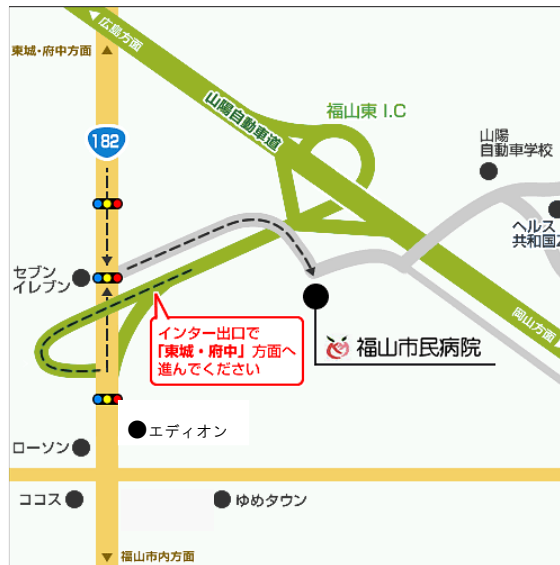 ◀広島方面
東城・府中方面
182
山陽自動車道
福山東 I.C
山陽
自動車学校
ヘルス
共和国
セブン
イレブン
岡山方面
インター出口で
「東城・府中」方面へ
進んでください
福山市民病院
エディオン
ローソン
ココス
ゆめタウン
▼福山市内方面